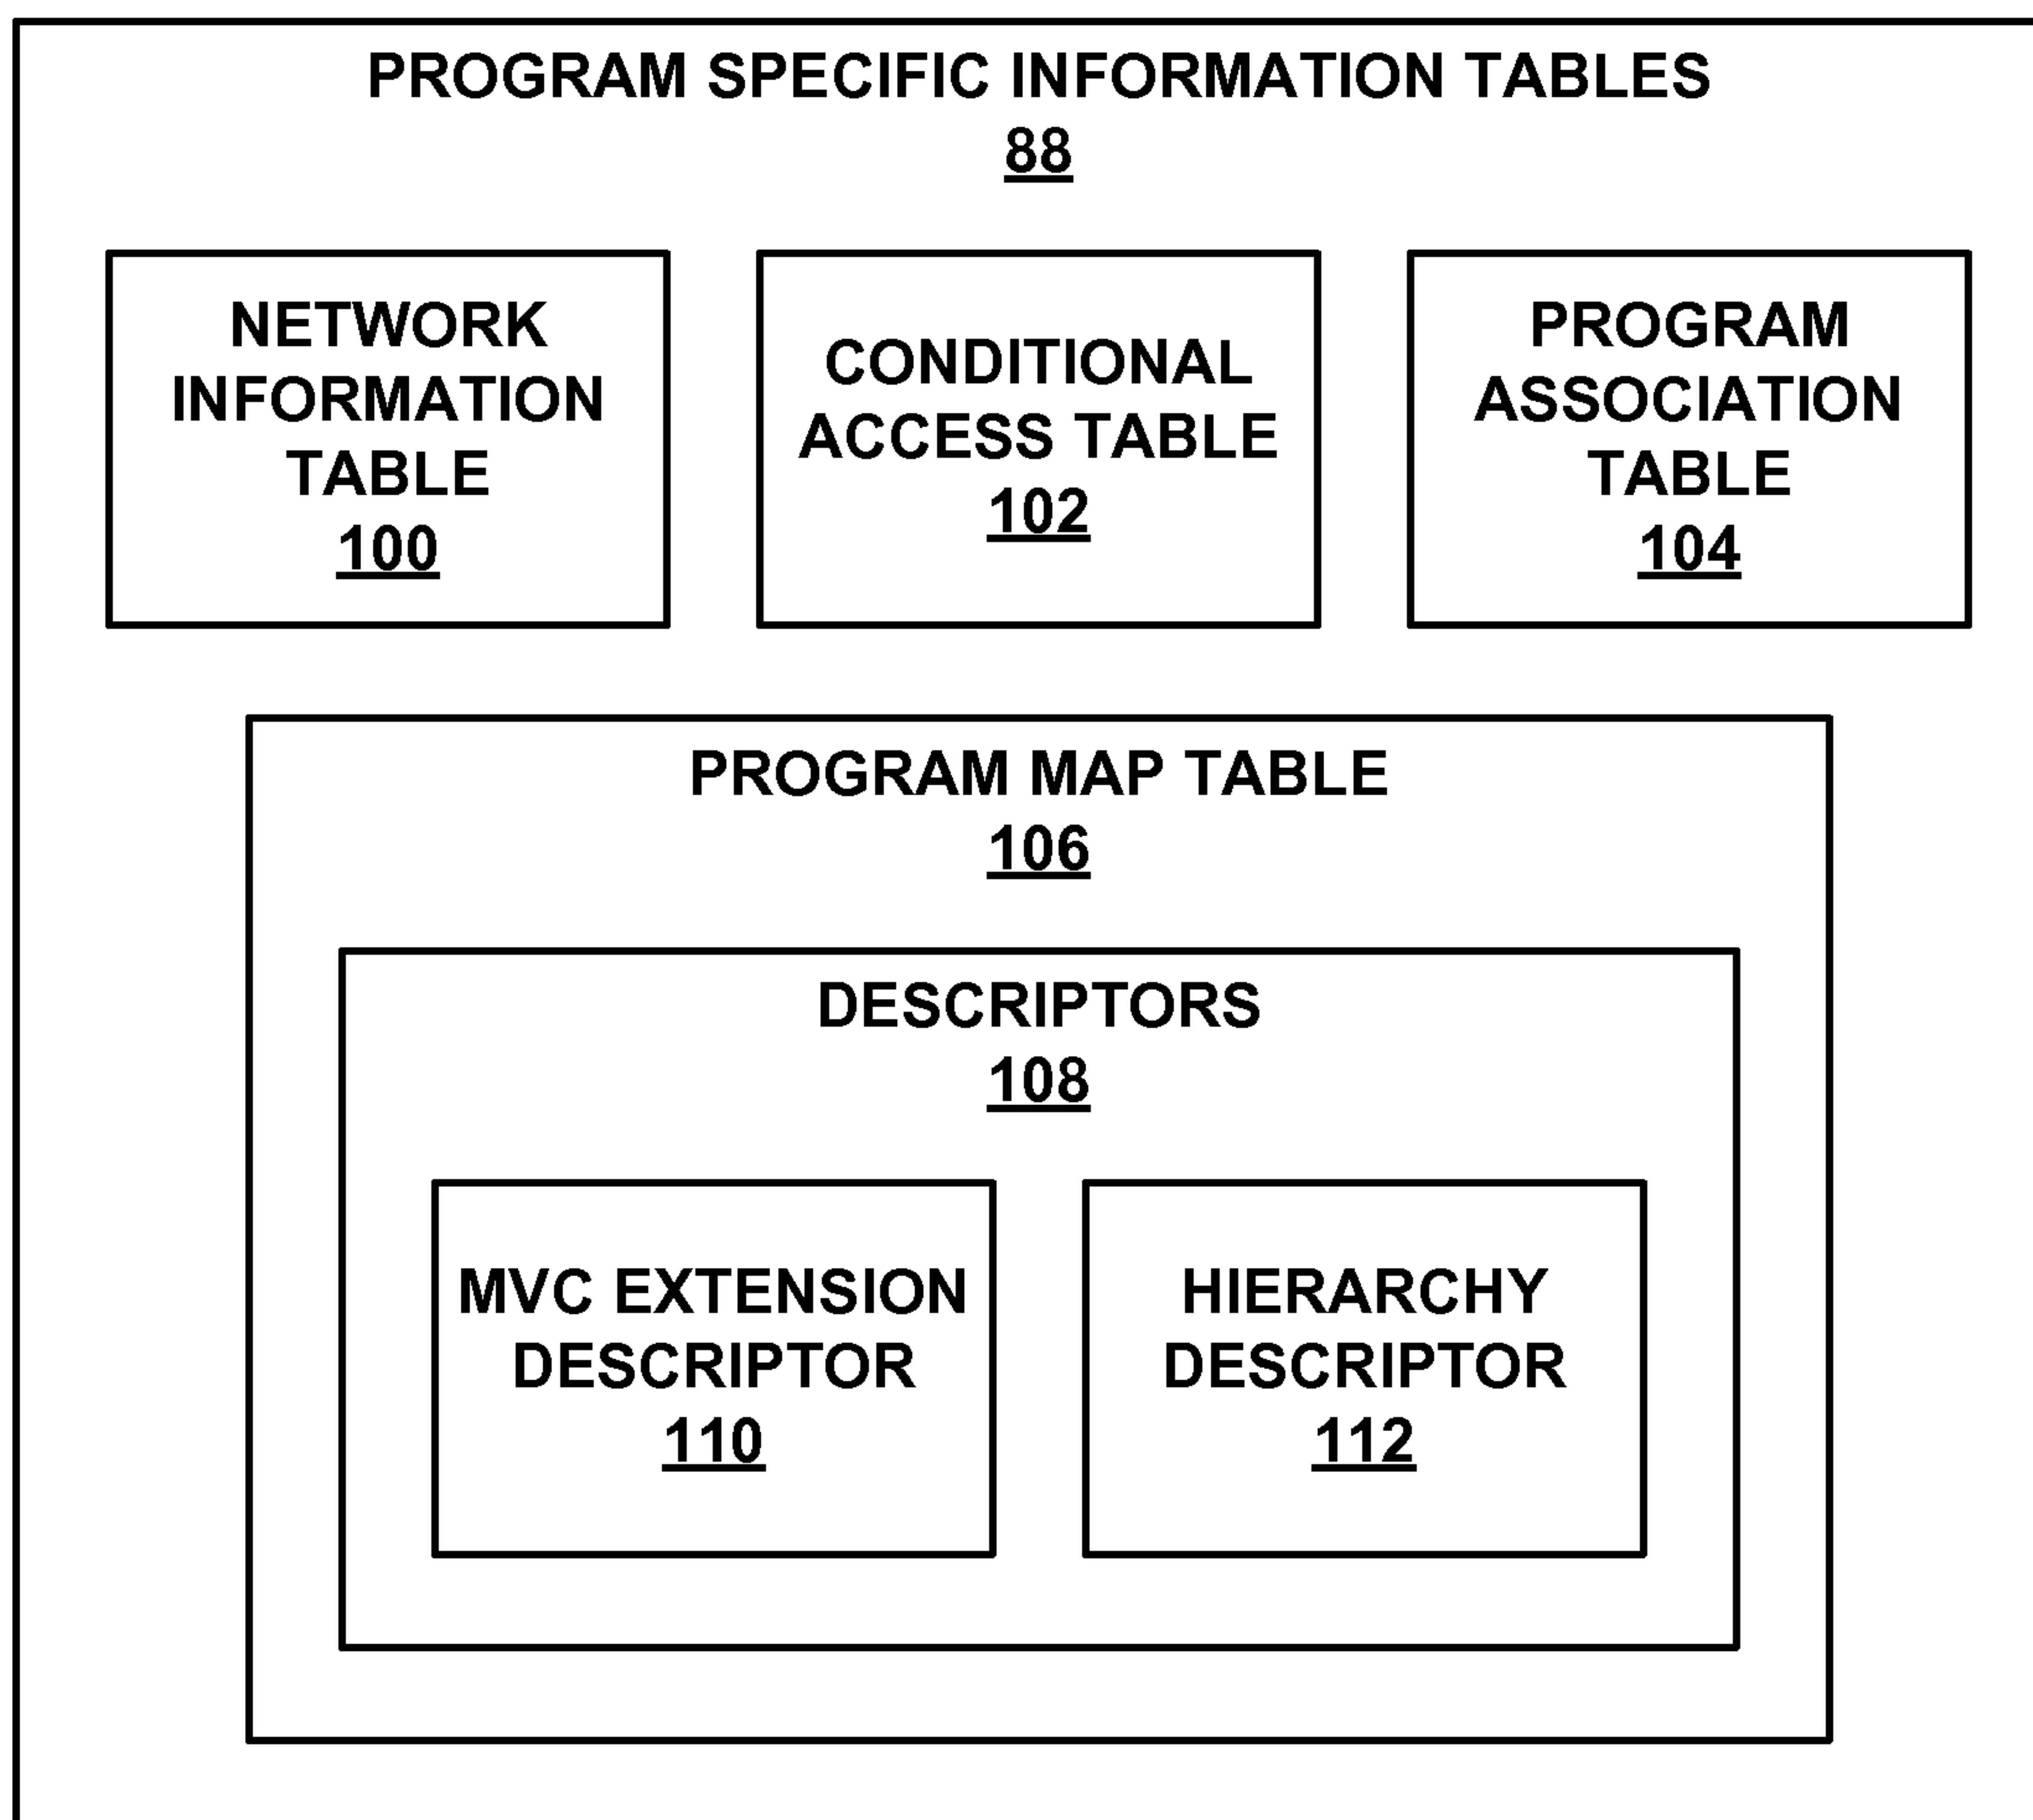 PROGRAM SPECIFIC INFORMATION TABLES
88
NETWORK
INFORMATION
TABLE
100
CONDITIONAL
ACCESS TABLE
102
PROGRAM
ASSOCIATION
TABLE
104
PROGRAM MAP TABLE
106
DESCRIPTORS
108
MVC EXTENSION
DESCRIPTOR
110
HIERARCHY
DESCRIPTOR
112